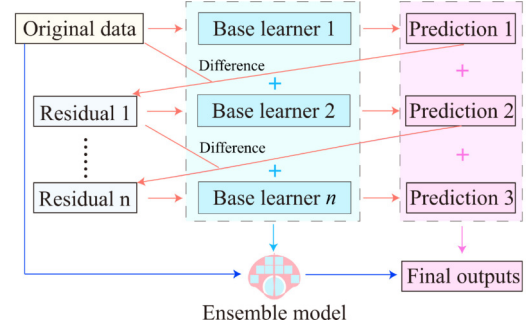 Original data
Base learner 1
Prediction 1
Difference
+
+
Residual 1
Base learner 2
Prediction 2
Difference
+
+
Residual n
Base learner n
Prediction 3
Final outputs
Ensemble model